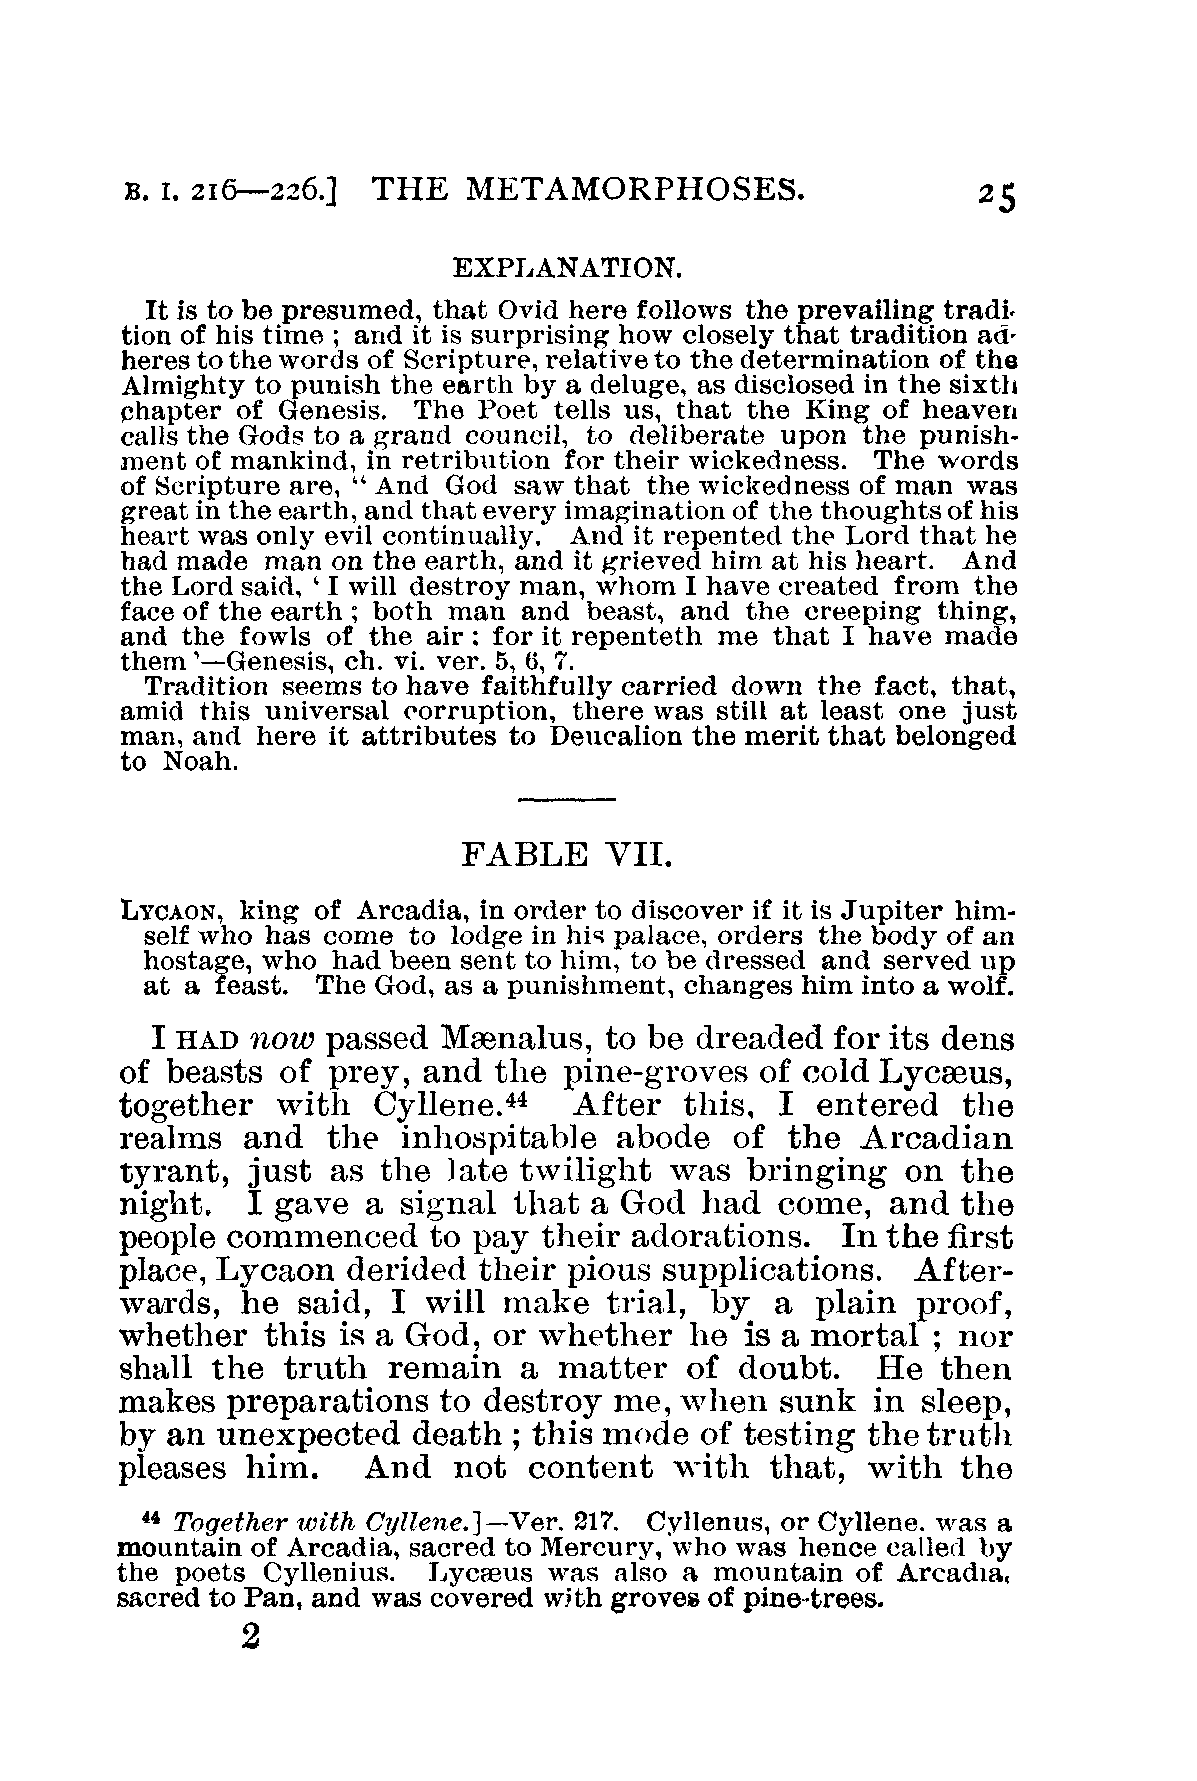 B. I. 216—226.] THE METAMORPHOSES. 25
EXPLANATION.
It is to be presumed, that Ovid here follows the prevailing tradi-
tion of his time ; and it is surprising how closely that tradition ad-
heres to the words of Scripture, relative to the determination of the
Almighty to punish the earth by a deluge, as disclosed in the sixth
chapter of Genesis. The Poet tells us, that the King of heaven
calls the Gods to a grand council, to deliberate upon the punish-
ment of mankind, in retribution for their wickedness. The words
of Scripture are, “ And God saw that the wickedness of man was
great in the earth, and that every imagination of the thoughts of his
heart was only evil continually. And it repented the Lord that he
had made man on the earth, and it grieved him at his heart. And
the Lord said, ‘ I will destroy man, whom I have created from the
face of the earth ; both man and beast, and the creeping thing,
and the fowls of the air : for it repenteth me that I have made
them ’—Genesis, ch. vi. ver. 5, 6, 7.
Tradition seems to have faithfully carried down the fact, that,
amid this universal corruption, there was still at least one just
man, and here it attributes to Deucalion the merit that belonged
to Noah.
FABLE VII.
LYCAON, king of Arcadia, in order to discover if it is Jupiter him-
self who has come to lodge in his palace, orders the body of an
hostage, who had been sent to him, to be dressed and served up
at a feast. The God, as a punishment, changes him into a wolf.
I HAD now passed Mænalus, to be dreaded for its dens
of beasts of prey, and the pine-groves of cold Lycæus,
together with Cyllene.⁴⁴ After this, I entered the
realms and the inhospitable abode of the Arcadian
tyrant, just as the late twilight was bringing on the
night. I gave a signal that a God had come, and the
people commenced to pay their adorations. In the first
place, Lycaon derided their pious supplications. After-
wards, he said, I will make trial, by a plain proof,
whether this is a God, or whether he is a mortal ; nor
shall the truth remain a matter of doubt. He then
makes preparations to destroy me, when sunk in sleep,
by an unexpected death ; this mode of testing the truth
pleases him. And not content with that, with the
⁴⁴ Together with Cyllene.]—Ver. 217. Cyllenus, or Cyllene. was a
mountain of Arcadia, sacred to Mercury, who was hence called by
the poets Cyllenius. Lycæus was also a mountain of Arcadia,
sacred to Pan, and was covered with groves of pine-trees.
2